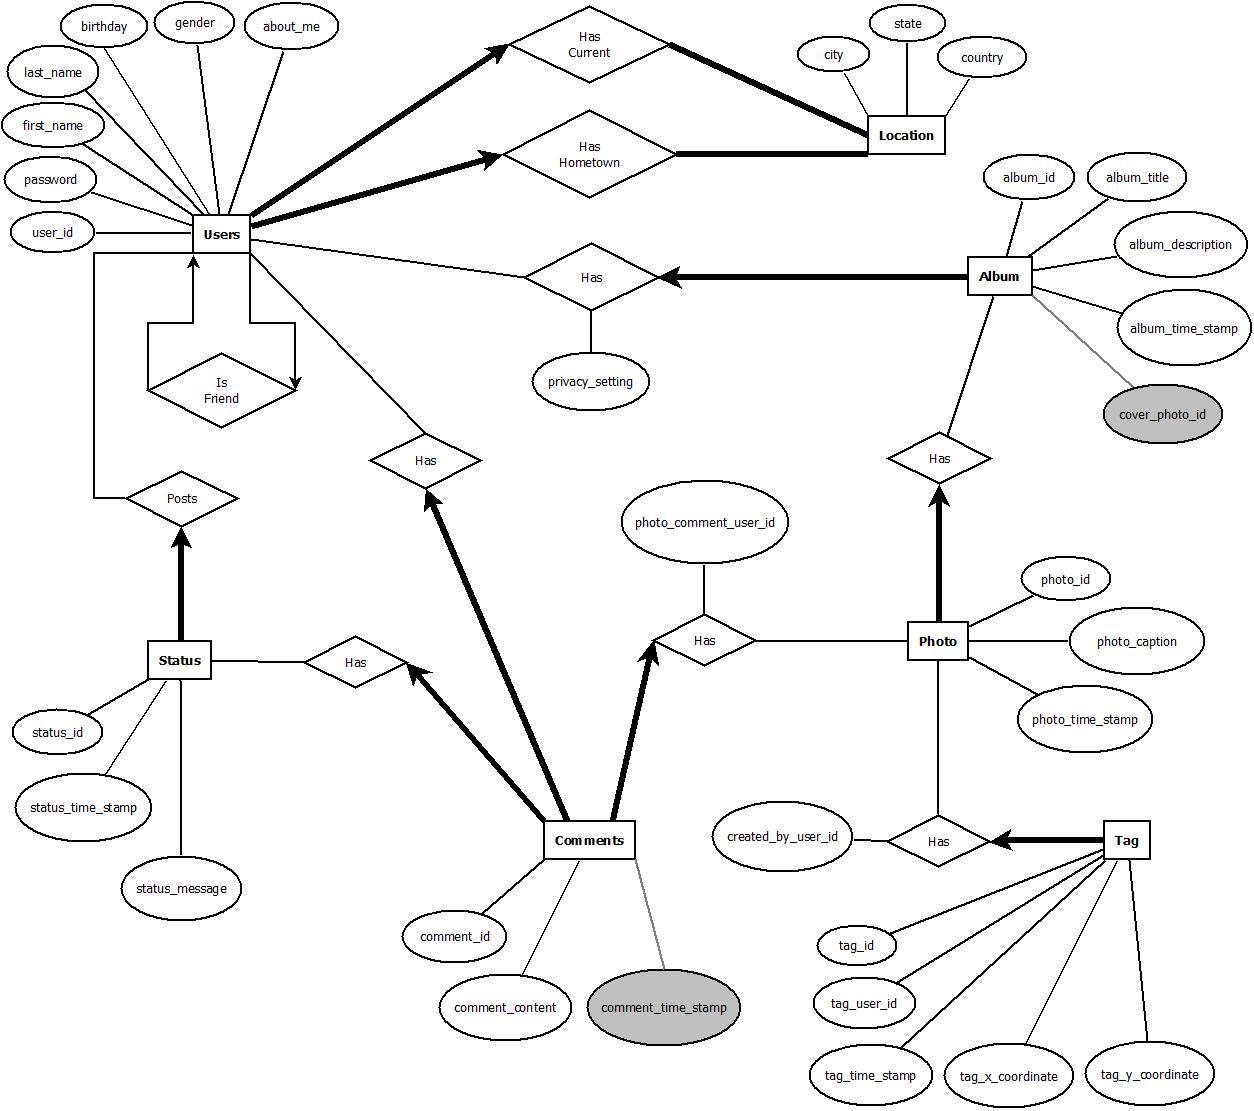 birthday
gender
about_me
last_name
first_name
password
user_id
Users
Has
Current
Has
Hometown
city
state
country
Location
Has
privacy_setting
album_id
album_title
album_description
album_time_stamp
Album
cover_photo_id
Is
Friend
Posts
Has
Has
photo_comment_user_id
photo_id
Photo
photo_caption
photo_time_stamp
Has
Status
Has
status_id
status_time_stamp
status_message
Comments
comment_id
comment_content
comment_time_stamp
created_by_user_id
Has
Tag
tag_id
tag_user_id
tag_time_stamp
tag_x_coordinate
tag_y_coordinate